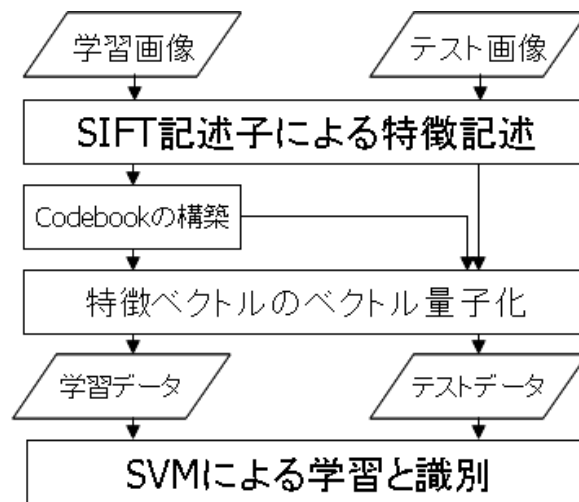 学習画像
テスト画像
SIFT記述子による特徴記述
Codebookの構築
特徴ベクトルのベクトル量子化
学習データ
テストデータ
SVMによる学習と識別